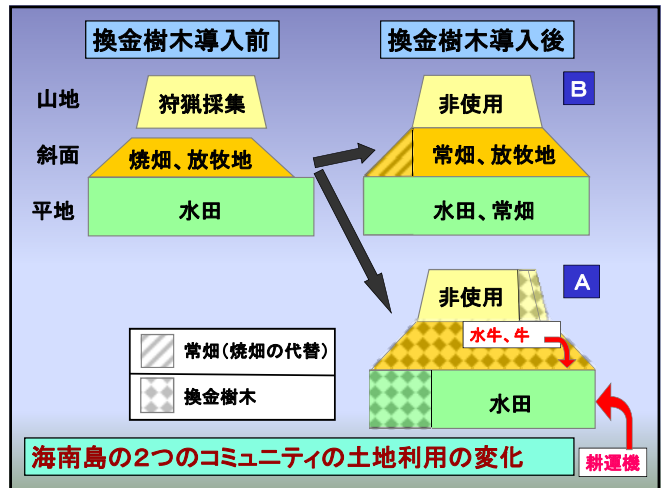 換金樹木導入前
換金樹木導入後
山地
狩猟採集
非使用
B
斜面
焼畑、放牧地
常畑、放牧地
平地
水田
水田、常畑
非使用
A
水牛、牛
常畑(焼畑の代替)
換金樹木
水田
海南島の2つのコミュニティの土地利用の変化
耕運機